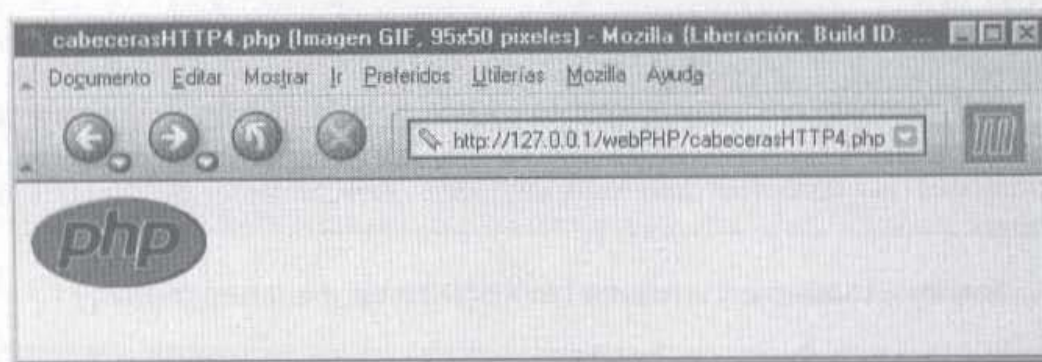 cabecerasHTTP4.php (Imagen GIF, 95x50 pixeles) - Mozilla (Liberación: Build ID: ...
Documento Editar Mostrar Ir Preferidos Utilerías Mozilla Ayuda
http://127.0.0.1/webPHP/cabecerasHTTP4.php
php